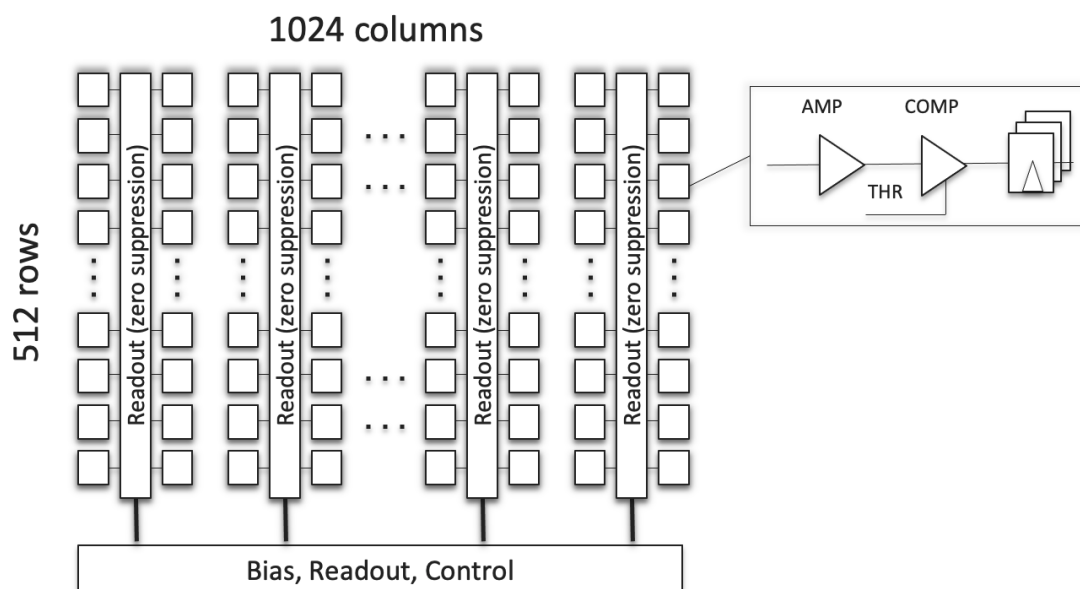 1024 columns
512 rows
Readout (zero suppression)
Readout (zero suppression)
Readout (zero suppression)
Readout (zero suppression)
AMP
COMP
THR
Bias, Readout, Control